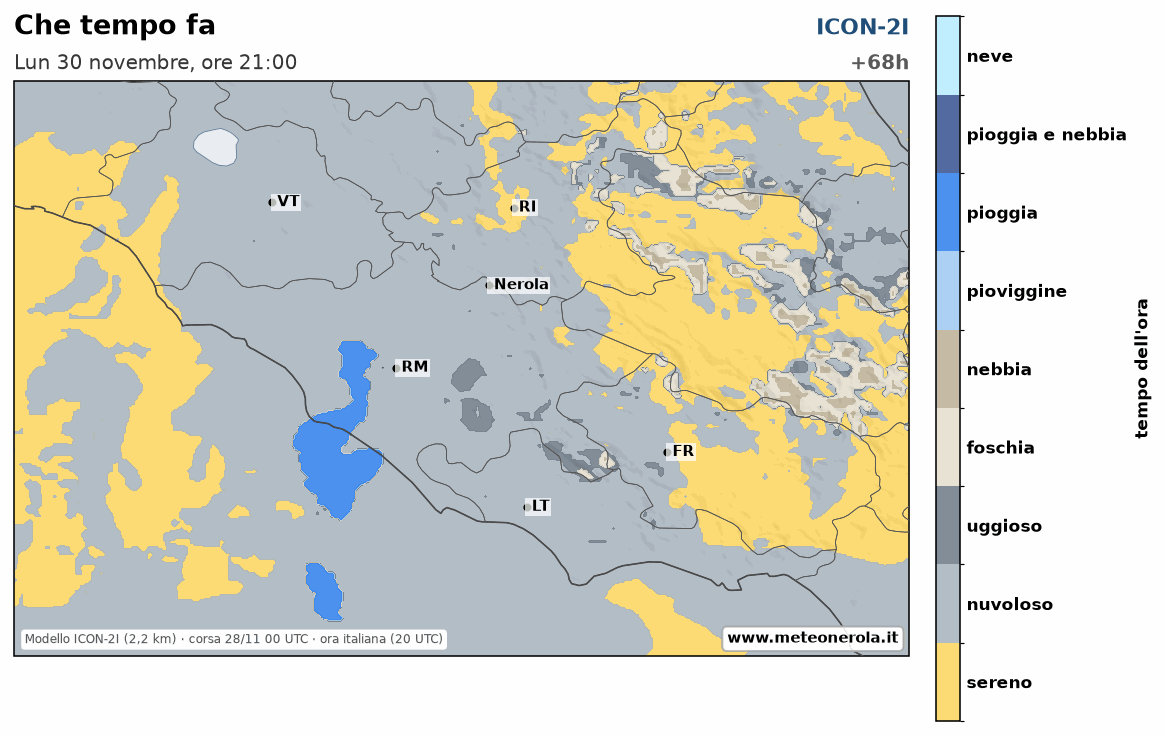 Che tempo fa
ICON-2I
Lun 30 novembre, ore 21:00
+68h
VT
RI
Nerola
RM
FR
LT
Modello ICON-2I (2,2 km) · corsa 28/11 00 UTC · ora italiana (20 UTC)
www.meteonerola.it
neve
pioggia e nebbia
pioggia
pioviggine
nebbia
foschia
uggioso
nuvoloso
sereno
tempo dell'ora